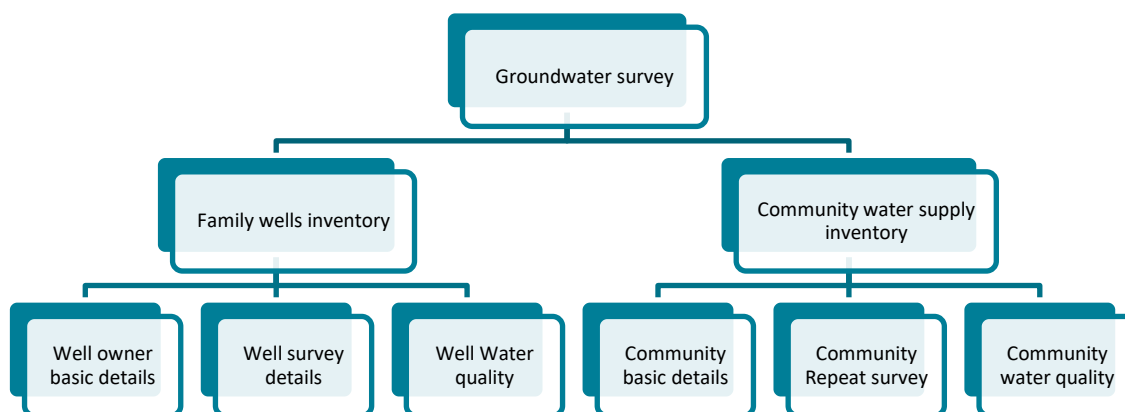 Groundwater survey
Family wells inventory
Community water supply
inventory
Well owner
basic details
Well survey
details
Well Water
quality
Community
basic details
Community
Repeat survey
Community
water quality